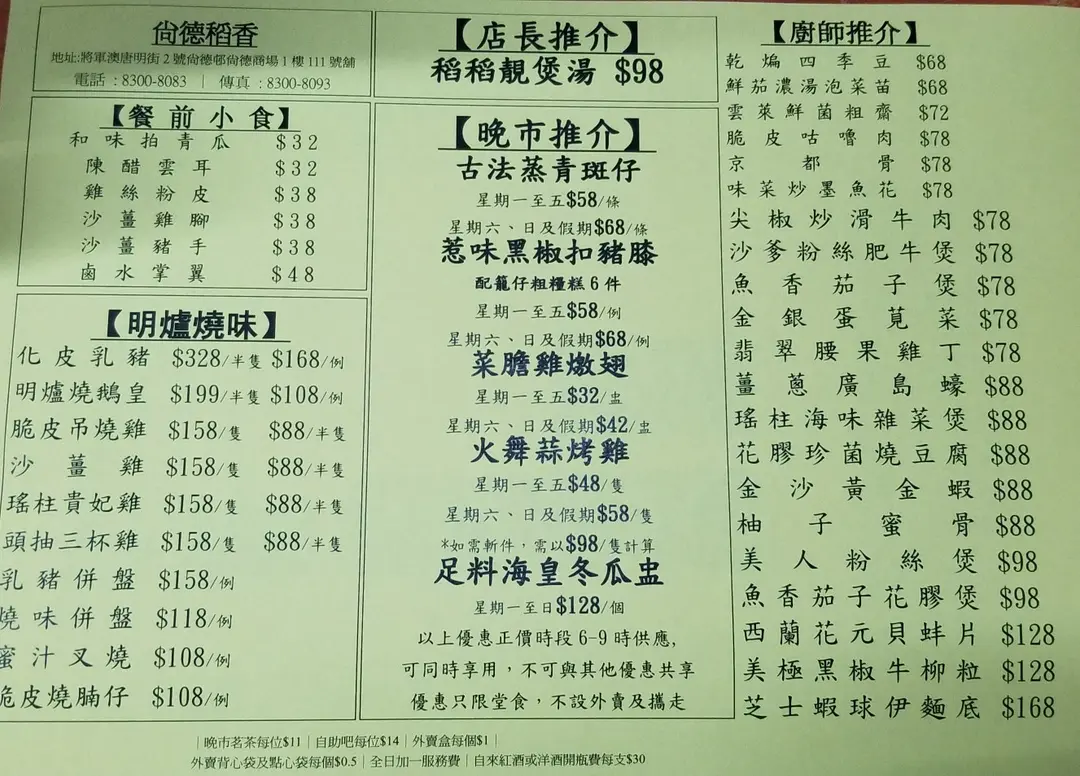 尚德稻香
地址:將軍澳唐明街 2 號尚德邨尚德商場 1 樓 111 號舖
電話 : 8300-8083 | 傳真 : 8300-8093
【餐前小食】
和味拍青瓜 $32
陳醋雲耳 $32
雞絲粉皮 $38
沙薑雞腳 $38
沙薑豬手 $38
鹵水掌翼 $48
【明爐燒味】
化皮乳豬 $328/半隻 $168/例
明爐燒鵝皇 $199/半隻 $108/例
脆皮吊燒雞 $158/隻 $88/半隻
沙薑雞 $158/隻 $88/半隻
瑤柱貴妃雞 $158/隻 $88/半隻
頭抽三杯雞 $158/隻 $88/半隻
乳豬併盤 $158/例
燒味併盤 $118/例
蜜汁叉燒 $108/例
脆皮燒腩仔 $108/例
【店長推介】
稻稻靚煲湯 $98
【晚市推介】
古法蒸青斑仔
星期一至五$58/條
星期六、日及假期$68/條
惹味黑椒扣豬膝
配籠仔粗糧糕 6 件
星期一至五$58/例
星期六、日及假期$68/例
菜膽雞燉翅
星期一至五$32/盅
星期六、日及假期$42/盅
火舞蒜烤雞
星期一至五$48/隻
星期六、日及假期$58/隻
*如需斬件，需以$98/隻計算
足料海皇冬瓜盅
星期一至日$128/個
以上優惠正價時段 6-9 時供應,
可同時享用，不可與其他優惠共享
優惠只限堂食，不設外賣及攜走
【廚師推介】
乾煸四季豆 $68
鮮茄濃湯泡菜苗 $68
雲萊鮮菌粗齋 $72
脆皮咕嚕肉 $78
京都骨 $78
味菜炒墨魚花 $78
尖椒炒滑牛肉 $78
沙爹粉絲肥牛煲 $78
魚香茄子煲 $78
金銀蛋莧菜 $78
翡翠腰果雞丁 $78
薑蔥廣島蠔 $88
瑤柱海味雜菜煲 $88
花膠珍菌燒豆腐 $88
金沙黃金蝦 $88
柚子蜜骨 $88
美人粉絲煲 $98
魚香茄子花膠煲 $98
西蘭花元貝蚌片 $128
美極黑椒牛柳粒 $128
芝士蝦球伊麵底 $168
| 晚市茗茶每位$11 | 自助吧每位$14 | 外賣盒每個$1 |
外賣背心袋及點心袋每個$0.5 | 全日加一服務費 | 自來紅酒或洋酒開瓶費每支$30